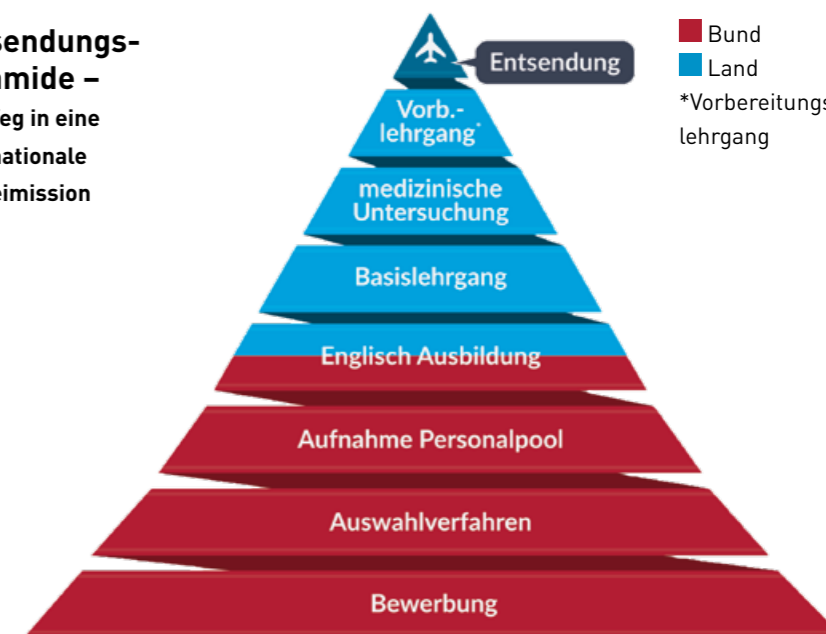 sendungs-
amide –
eg in eine
nationale
eimission
Entsendung
Bund
Land
*Vorbereitungs
lehrgang
Vorb.-
lehrgang*
medizinische
Untersuchung
Basislehrgang
Englisch Ausbildung
Aufnahme Personalpool
Auswahlverfahren
Bewerbung